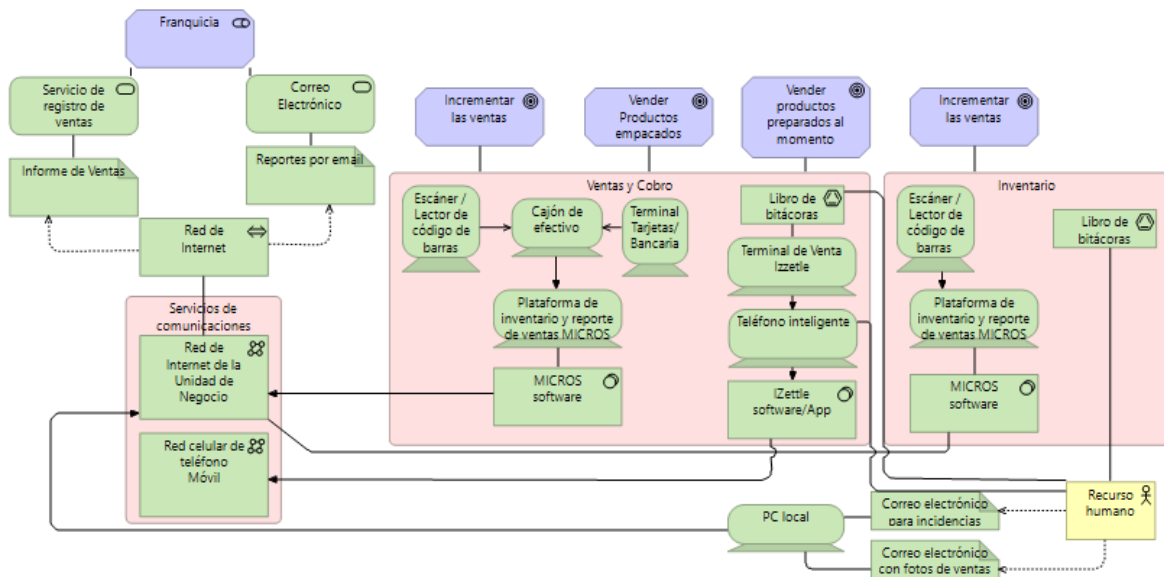 Franquicia
Servicio de
registro de
ventas
Correo
Electrónico
Incrementar
las ventas
Vender
Productos
empacados
Vender
productos
preparados al
momento
Incrementar
las ventas
Informe de Ventas
Reportes por email
Red de
Internet
Ventas y Cobro
Escáner /
Lector de
código de
barras
Cajón de
efectivo
Terminal
Tarjetas/
Bancaria
Libro de
bitácoras
Terminal de Venta
Izzetle
Plataforma de
inventario y reporte
de ventas MICROS
Teléfono inteligente
MICROS
software
IZettle
software/App
Inventario
Escáner /
Lector de
código de
barras
Libro de
bitácoras
Plataforma de
inventario y reporte
de ventas MICROS
MICROS
software
Servicios de
comunicaciones
Red de
Internet de la
Unidad de
Negocio
Red celular de
teléfono
Móvil
PC local
Correo electrónico
para incidencias
Correo electrónico
con fotos de ventas
Recurso
humano